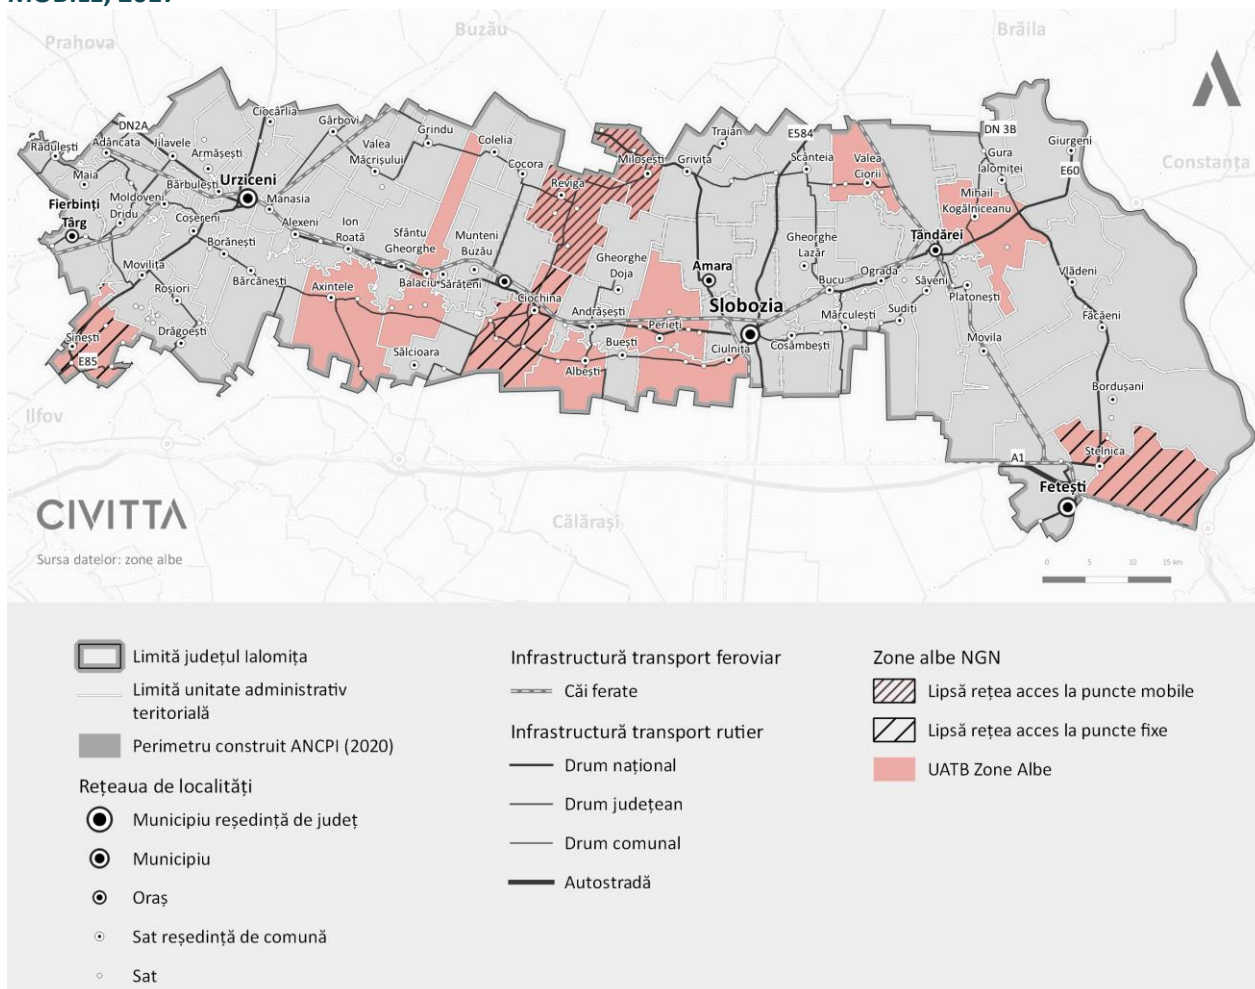 MOBILE, 2017
Prahova
Buzău
Brăila
Constanța
Ilfov
Călărași
DN2A
Rădulești
Adâncata
Jilavele
Maia
Armășești
Ciocârlia
Gârbovi
Grindu
Valea
Măcrișului
Colelia
Cocora
Bărbulești
Urziceni
Manasia
Moldoveni
Fierbinți
Târg
Dridu
Coșereni
Alexeni
Ion
Roată
Borănești
Bărcănești
Movilița
Roșiori
Drăgoești
Sinești
E85
Sfântu
Gheorghe
Munteni
Buzău
Axintele
Balaciu
Sărățeni
Sălcioara
Reviga
Miloșești
Grivița
Traian
E584
Scânteia
Valea
Ciorii
DN 3B
Gura
Ialomiței
Giurgeni
E60
Mihail
Kogălniceanu
Țăndărei
Gheorghe
Doja
Gheorghe
Lazăr
Amara
Slobozia
Ciochina
Andrășești
Perieți
Buești
Albești
Ciulnița
Cosâmbești
Bucu
Ograda
Mărculești
Sudiți
Săveni
Platonești
Vlădeni
Făcăeni
Movila
Bordușani
Stelnica
A1
Fetești
CIVITTA
Sursa datelor: zone albe
0 5 10 15 km
Limită județul Ialomița
Limită unitate administrativ
teritorială
Perimetru construit ANCPI (2020)
Rețeaua de localități
Municipiu reședință de județ
Municipiu
Oraș
Sat reședință de comună
Sat
Infrastructură transport feroviar
Căi ferate
Infrastructură transport rutier
Drum național
Drum județean
Drum comunal
Autostradă
Zone albe NGN
Lipsă rețea acces la puncte mobile
Lipsă rețea acces la puncte fixe
UATB Zone Albe